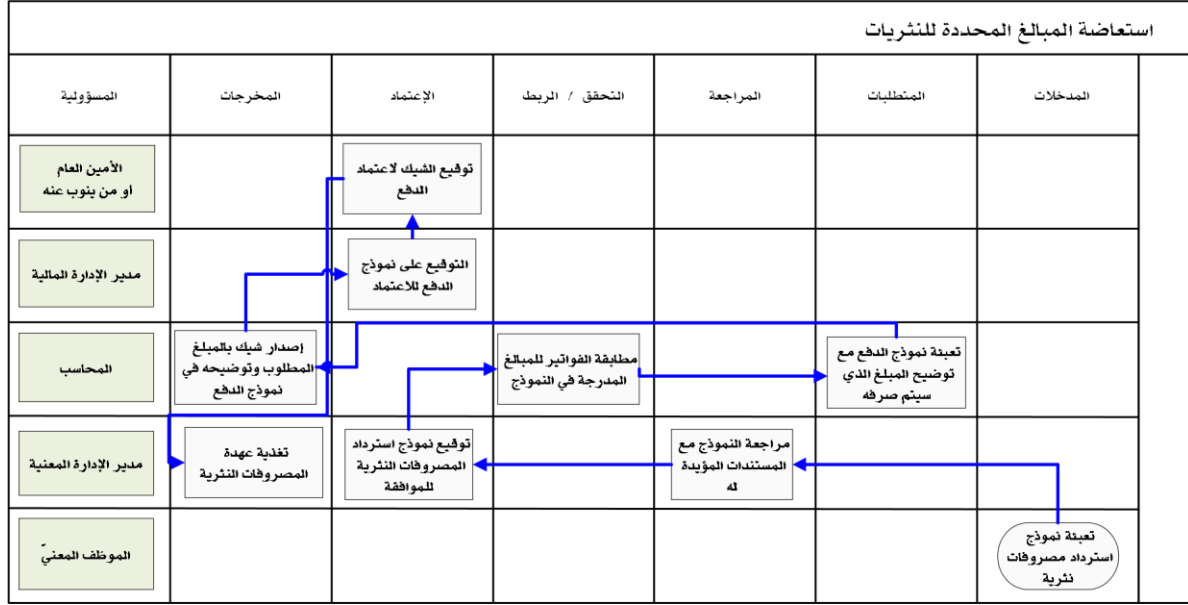 استعاضة المبالغ المحددة للنثريات
المدخلات
المتطلبات
المراجعة
التحقق / الربط
الإعتماد
المخرجات
المسؤولية
توقيع الشيك لاعتماد
الدفع
الأمين العام
او من ينوب عنه
التوقيع على نموذج
الدفع للاعتماد
مدير الإدارة المالية
تعبئة نموذج الدفع مع
توضيح المبلغ الذي
سيتم صرفه
مطابقة الفواتير للمبالغ
المدرجة في النموذج
إصدار شيك بالمبلغ
المطلوب وتوضيحه في
نموذج الدفع
المحاسب
مراجعة النموذج مع
المستندات المؤيدة
له
توقيع نموذج استرداد
المصروفات النثرية
للموافقة
تغذية عهدة
المصروفات النثرية
مدير الإدارة المعنية
تعبئة نموذج
استرداد مصروفات
نثرية
الموظف المعنيّ